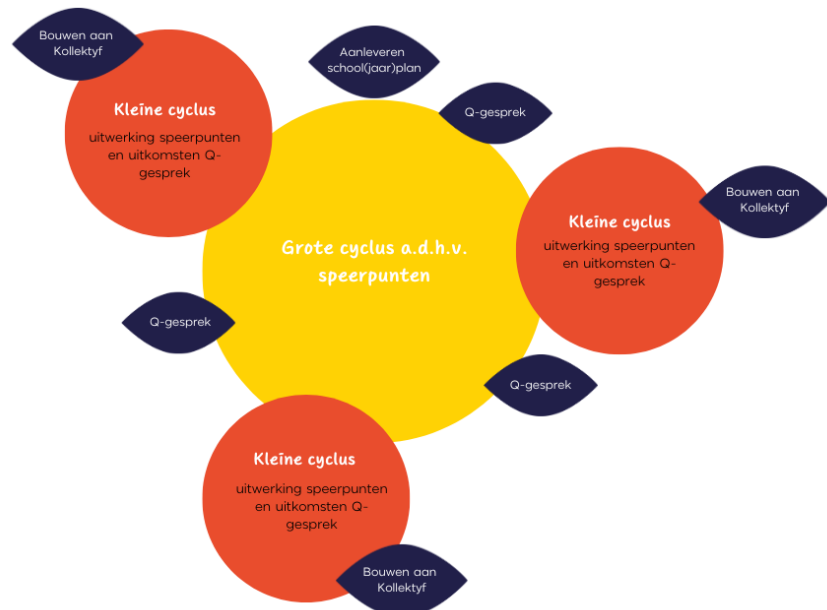 Bouwen aan
Kollektyf
Aanleveren
school(jaar)plan
Q-gesprek
Kleine cyclus
uitwerking speerpunten
en uitkomsten Q-
gesprek
Bouwen aan
Kollektyf
Kleine cyclus
uitwerking speerpunten
en uitkomsten Q-
gesprek
Grote cyclus a.d.h.v.
speerpunten
Q-gesprek
Q-gesprek
Kleine cyclus
uitwerking speerpunten
en uitkomsten Q-
gesprek
Bouwen aan
Kollektyf